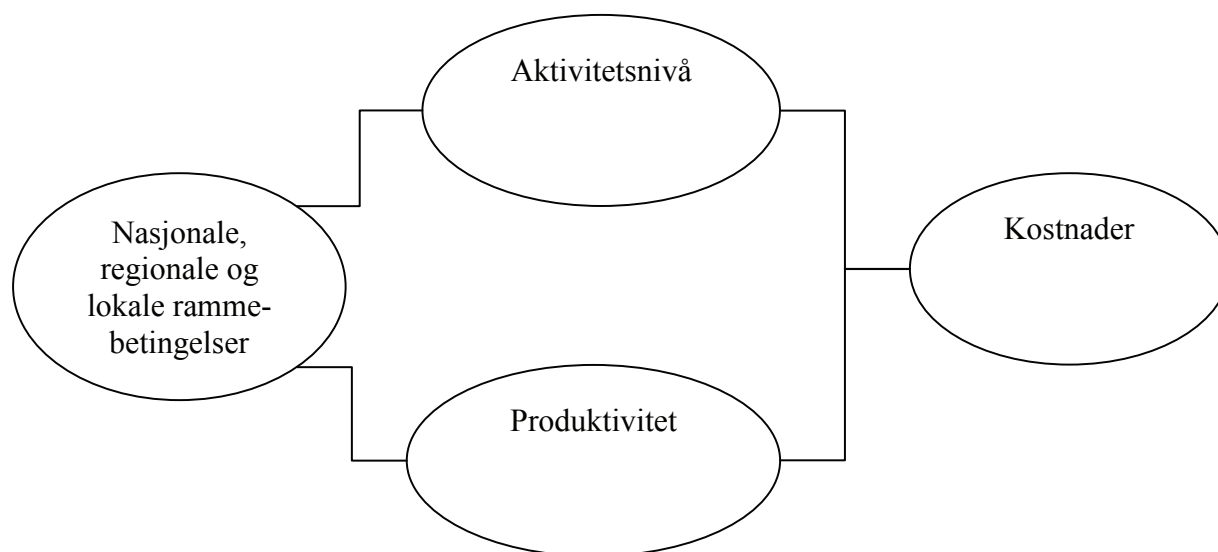 Aktivitetsnivå
Nasjonale,
regionale og
lokale ramme-
betingelser
Kostnader
Produktivitet